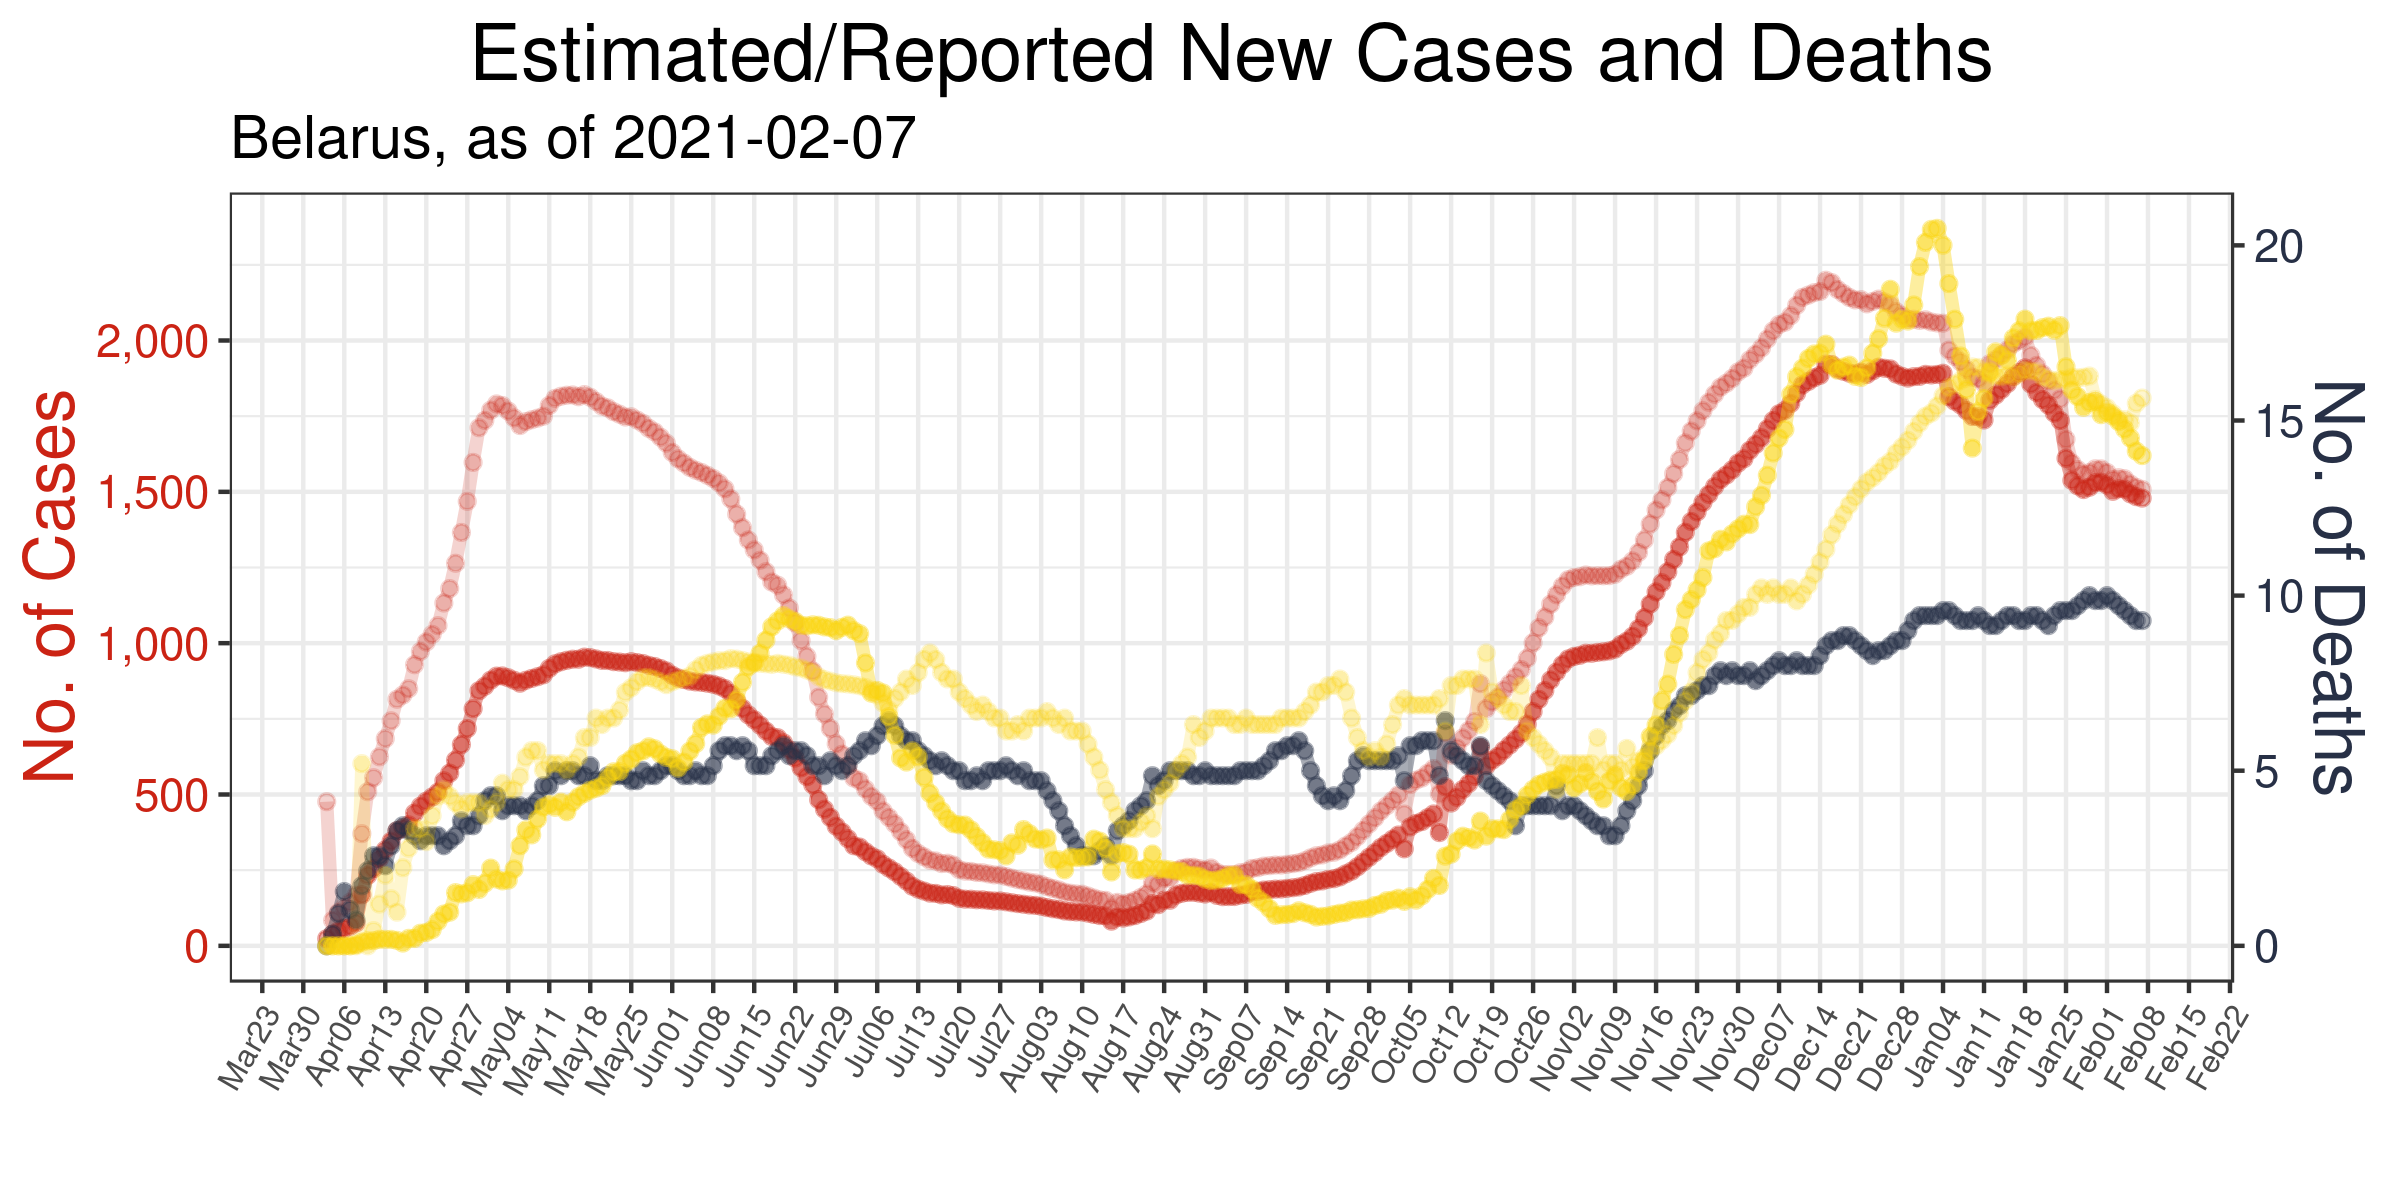 Estimated/Reported New Cases and Deaths
Belarus, as of 2021-02-07
No. of Cases
2,000
1,500
1,000
500
0
No. of Deaths
20
15
10
5
0
Mar23 Mar30 Apr06 Apr13 Apr20 Apr27 May04 May11 May18 May25 Jun01 Jun08 Jun15 Jun22 Jun29 Jul06 Jul13 Jul20 Jul27 Aug03 Aug10 Aug17 Aug24 Aug31 Sep07 Sep14 Sep21 Sep28 Oct05 Oct12 Oct19 Oct26 Nov02 Nov09 Nov16 Nov23 Nov30 Dec07 Dec14 Dec21 Dec28 Jan04 Jan11 Jan18 Jan25 Feb01 Feb08 Feb15 Feb22